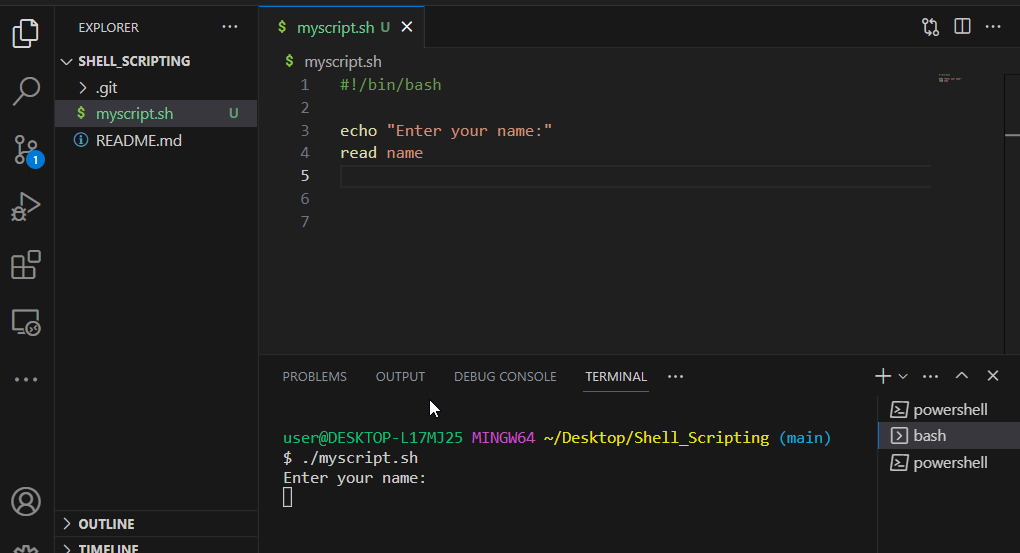 EXPLORER
SHELL_SCRIPTING
.git
$ myscript.sh U
README.md
1
OUTLINE
TIMELINE
$ myscript.sh U
$ myscript.sh
1 #!/bin/bash
2
3 echo "Enter your name:"
4 read name
5
6
7
PROBLEMS OUTPUT DEBUG CONSOLE TERMINAL
user@DESKTOP-L17MJ25 MINGW64 ~/Desktop/Shell_Scripting (main)
$ ./myscript.sh
Enter your name:
powershell
bash
powershell